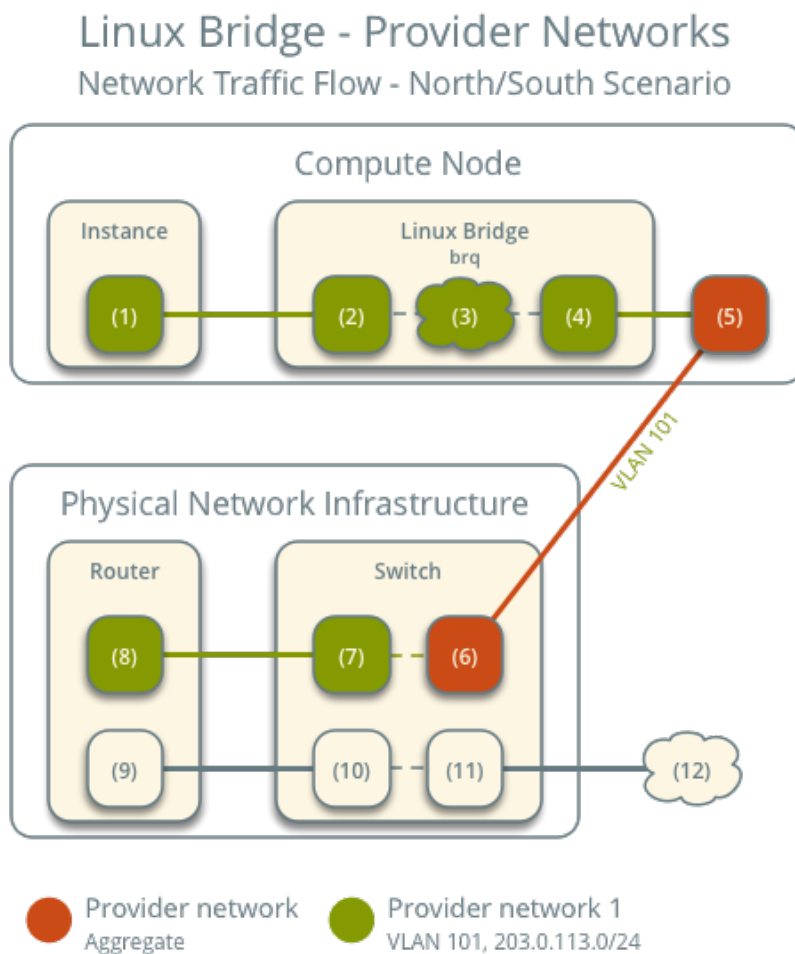 Linux Bridge - Provider Networks
Network Traffic Flow - North/South Scenario
Compute Node
Instance
Linux Bridge
brq
(1)
(2)
(3)
(4)
(5)
VLAN 101
Physical Network Infrastructure
Router
Switch
(8)
(7)
(6)
(9)
(10)
(11)
(12)
Provider network
Aggregate
Provider network 1
VLAN 101, 203.0.113.0/24